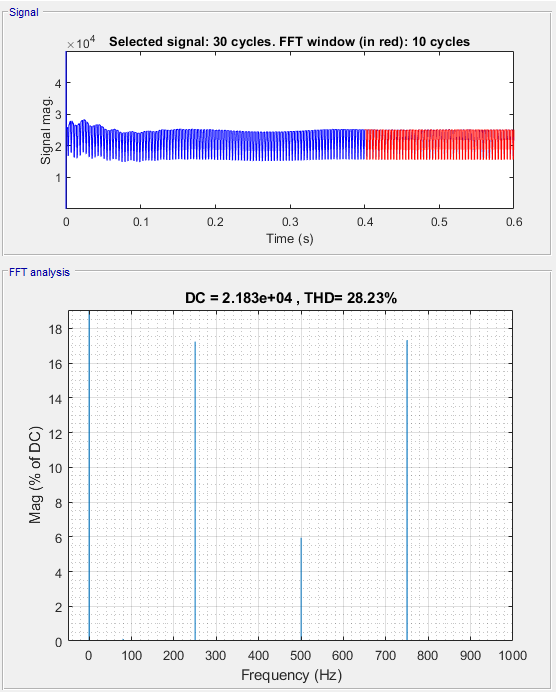 Signal
×10⁴
Selected signal: 30 cycles. FFT window (in red): 10 cycles
Signal mag.
4
3
2
1
0 0.1 0.2 0.3 0.4 0.5 0.6
Time (s)
FFT analysis
DC = 2.183e+04 , THD= 28.23%
Mag (% of DC)
18
16
14
12
10
8
6
4
2
0
0 100 200 300 400 500 600 700 800 900 1000
Frequency (Hz)